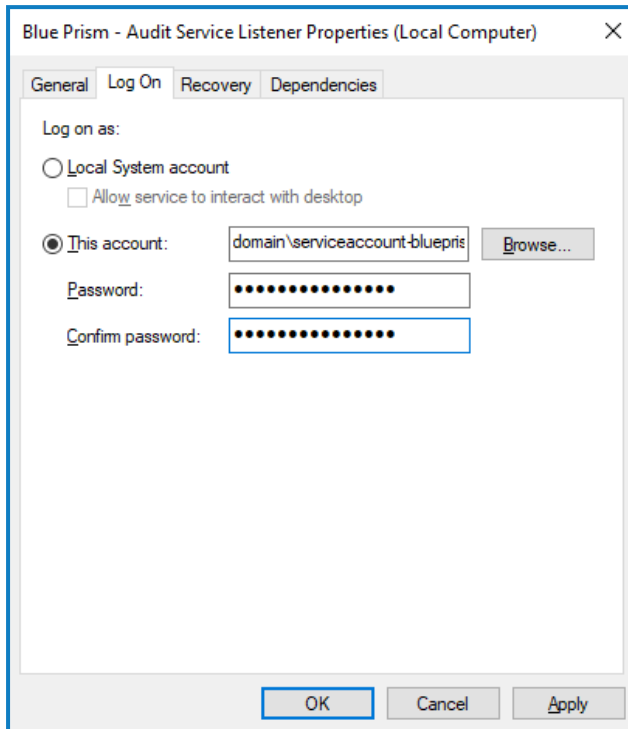 Blue Prism - Audit Service Listener Properties (Local Computer)
General Log On Recovery Dependencies
Log on as:
Local System account
Allow service to interact with desktop
This account: domain\serviceaccount-bluepris Browse...
Password: ●●●●●●●●●●●●●●●
Confirm password: ●●●●●●●●●●●●●●●
OK Cancel Apply